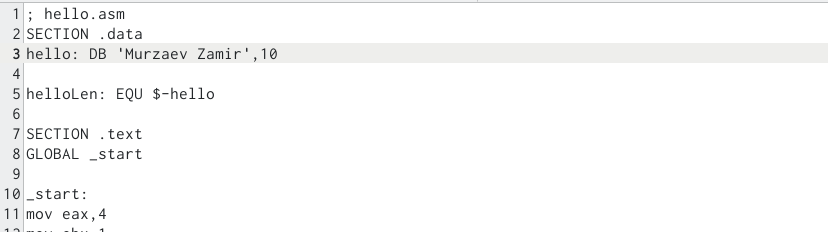 1 ; hello.asm
2 SECTION .data
3 hello: DB 'Murzaev Zamir',10
4
5 helloLen: EQU $-hello
6
7 SECTION .text
8 GLOBAL _start
9
10 _start:
11 mov eax,4